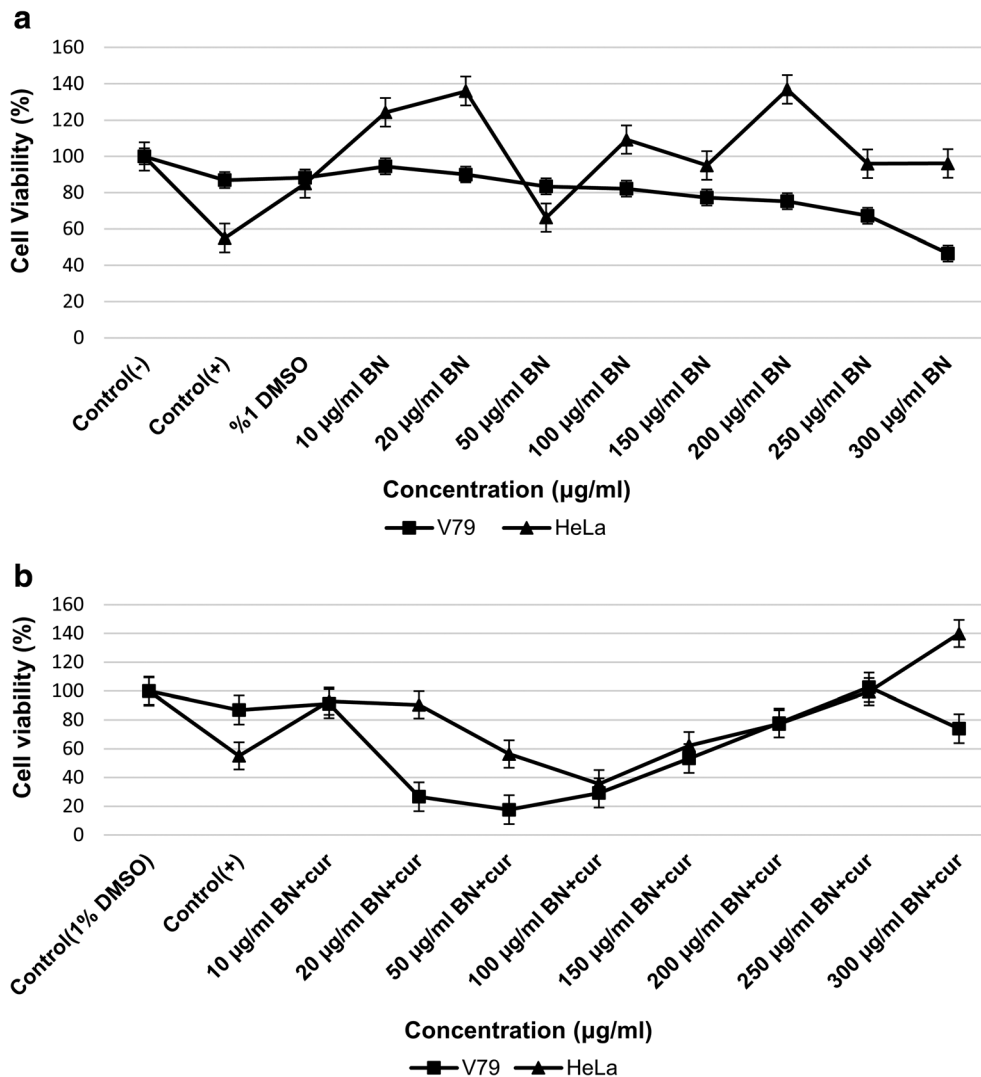 a
160
140
120
100
80
60
40
20
0
Cell Viability (%)
Control(-)
Control(+)
%1 DMSO
10 µg/ml BN
20 µg/ml BN
50 µg/ml BN
100 µg/ml BN
150 µg/ml BN
200 µg/ml BN
250 µg/ml BN
300 µg/ml BN
Concentration (µg/ml)
V79 HeLa
b
160
140
120
100
80
60
40
20
0
Cell viability (%)
Control(1% DMSO)
Control(+)
10 µg/ml BN+cur
20 µg/ml BN+cur
50 µg/ml BN+cur
100 µg/ml BN+cur
150 µg/ml BN+cur
200 µg/ml BN+cur
250 µg/ml BN+cur
300 µg/ml BN+cur
Concentration (µg/ml)
V79 HeLa